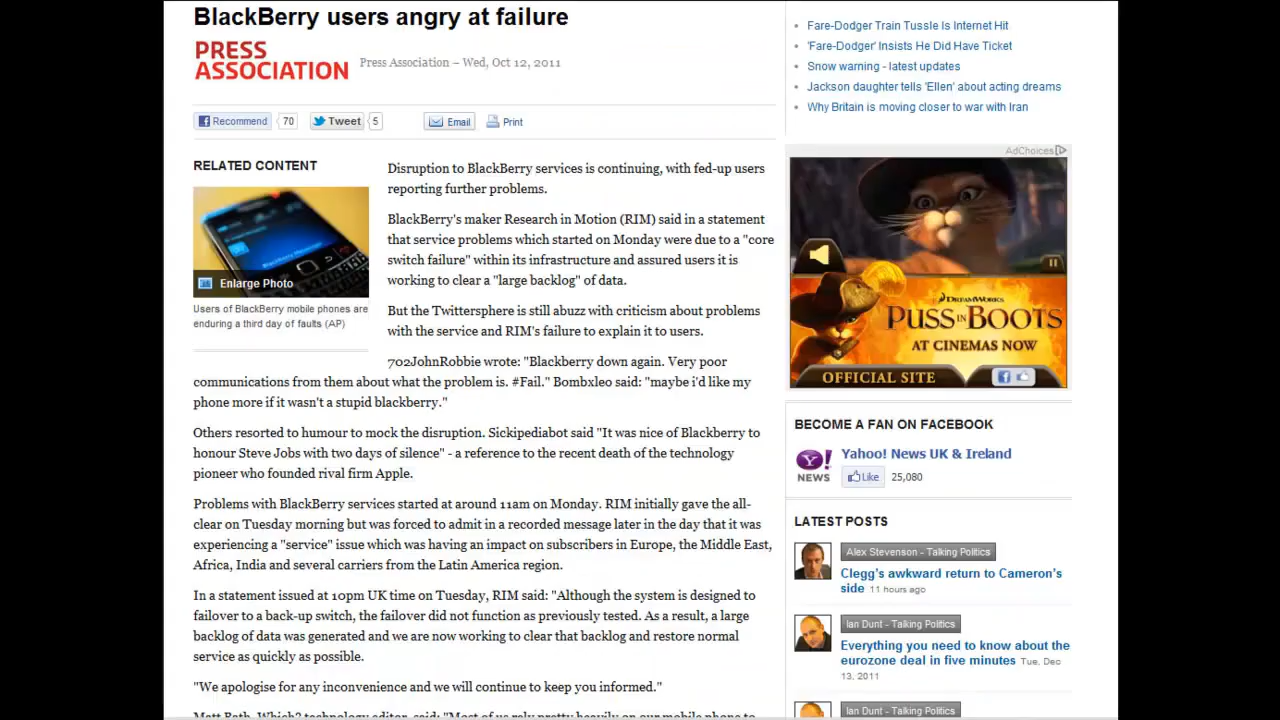 BlackBerry users angry at failure
PRESS
ASSOCIATION
Press Association – Wed, Oct 12, 2011
Recommend 70 Tweet 5 Email Print
RELATED CONTENT
Enlarge Photo
Users of BlackBerry mobile phones are
enduring a third day of faults (AP)
Disruption to BlackBerry services is continuing, with fed-up users
reporting further problems.
BlackBerry's maker Research in Motion (RIM) said in a statement
that service problems which started on Monday were due to a "core
switch failure" within its infrastructure and assured users it is
working to clear a "large backlog" of data.
But the Twittersphere is still abuzz with criticism about problems
with the service and RIM's failure to explain it to users.
702JohnRobbie wrote: "Blackberry down again. Very poor
communications from them about what the problem is. #Fail." Bombxleo said: "maybe i'd like my
phone more if it wasn't a stupid blackberry."
Others resorted to humour to mock the disruption. Sickipediabot said "It was nice of Blackberry to
honour Steve Jobs with two days of silence" - a reference to the recent death of the technology
pioneer who founded rival firm Apple.
Problems with BlackBerry services started at around 11am on Monday. RIM initially gave the all-
clear on Tuesday morning but was forced to admit in a recorded message later in the day that it was
experiencing a "service" issue which was having an impact on subscribers in Europe, the Middle East,
Africa, India and several carriers from the Latin America region.
In a statement issued at 10pm UK time on Tuesday, RIM said: "Although the system is designed to
failover to a back-up switch, the failover did not function as previously tested. As a result, a large
backlog of data was generated and we are now working to clear that backlog and restore normal
service as quickly as possible.
"We apologise for any inconvenience and we will continue to keep you informed."
Matt Bath, Which? technology editor, said: "Most of us rely pretty heavily on our mobile phone to
Fare-Dodger Train Tussle Is Internet Hit
'Fare-Dodger' Insists He Did Have Ticket
Snow warning - latest updates
Jackson daughter tells 'Ellen' about acting dreams
Why Britain is moving closer to war with Iran
AdChoices
DREAMWORKS
PUSS IN BOOTS
AT CINEMAS NOW
OFFICIAL SITE
BECOME A FAN ON FACEBOOK
Y! NEWS
Yahoo! News UK & Ireland
Like 25,080
LATEST POSTS
Alex Stevenson - Talking Politics
Clegg's awkward return to Cameron's
side 11 hours ago
Ian Dunt - Talking Politics
Everything you need to know about the
eurozone deal in five minutes Tue, Dec
13, 2011
Ian Dunt - Talking Politics